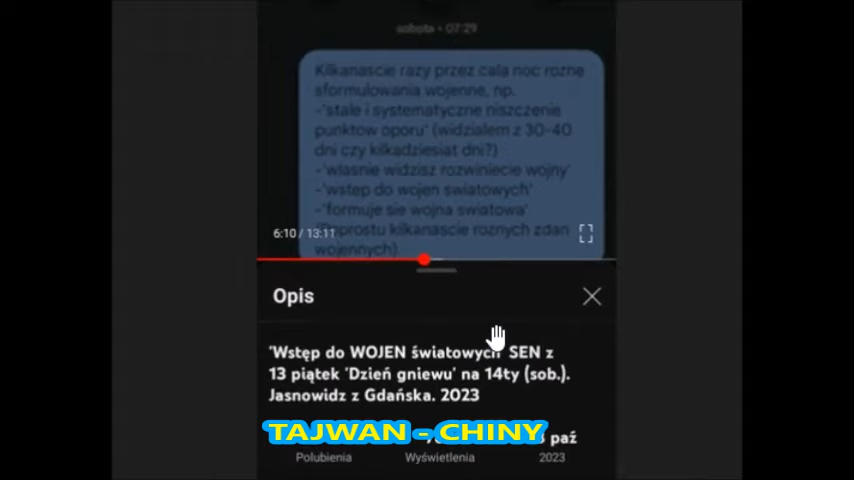 sobota • 07:29
Kilkanascie razy przez cala noc rozne
sformulowania wojenne, np.
-'stale i systematyczne niszczenie
punktow oporu' (widzialem z 30-40
dni czy kilkadziesiat dni?)
-'wlasnie widzisz rozwiniecie wojny'
-'wstep do wojen swiatowych'
-'formuje sie wojna swiatowa'
(Poprostu kilkanascie roznych zdan
wojennych)
6:10 / 13:11
Opis
'Wstęp do WOJEN światowych' SEN z
13 piątek 'Dzień gniewu' na 14ty (sob.).
Jasnowidz z Gdańska. 2023
TAJWAN - CHINY
paź
Polubienia Wyświetlenia 2023